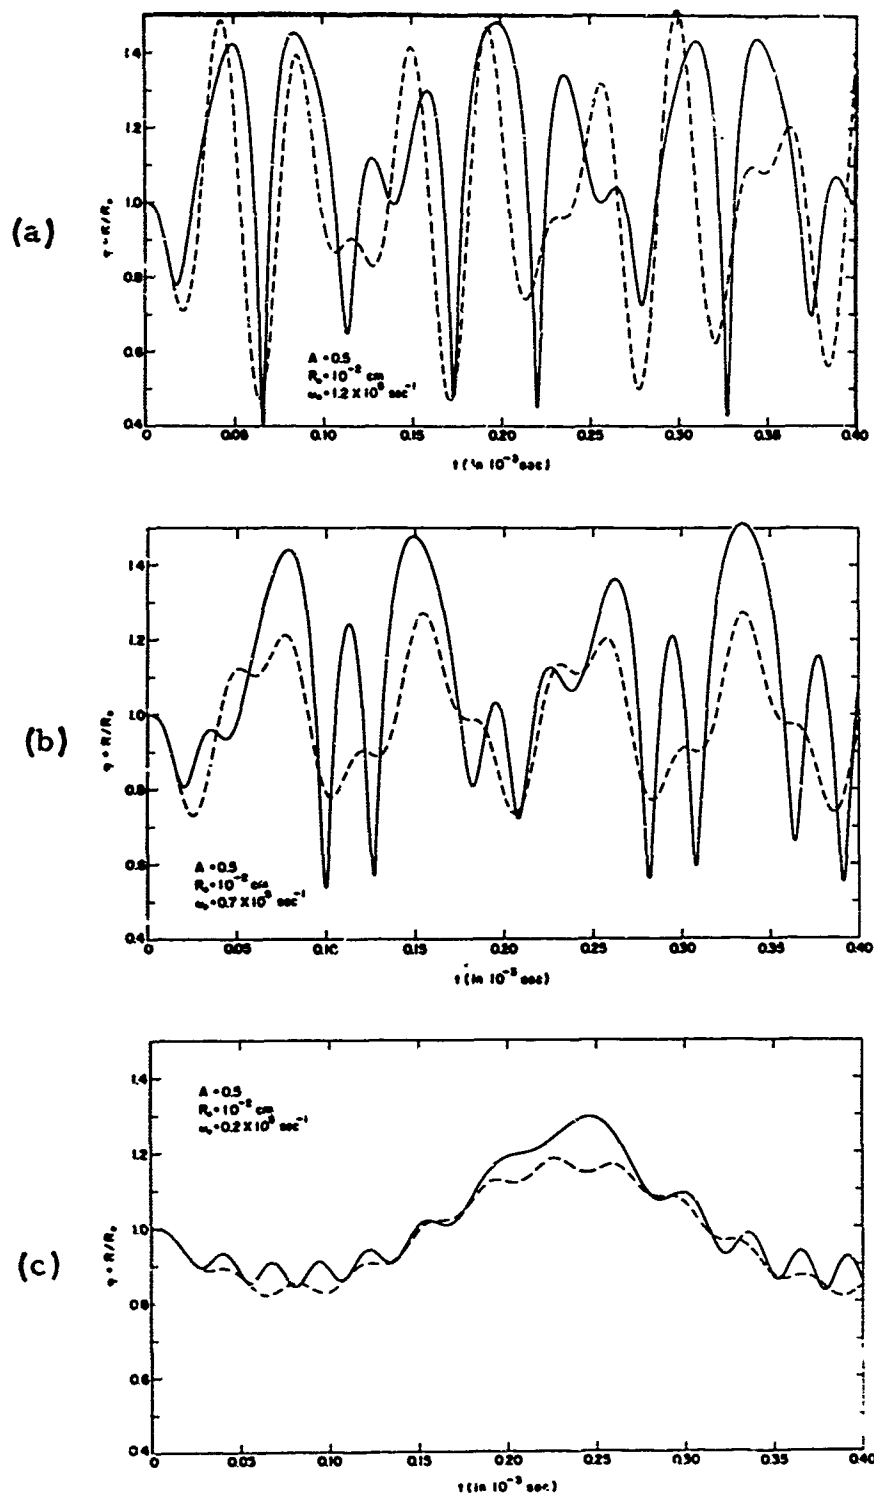 (a)
1.4
1.2
1.0
0.8
0.6
0.4
η = R/R₀
A = 0.5
R₀ = 10⁻² cm
ω₀ = 1.2 X 10⁵ sec⁻¹
0 0.05 0.10 0.15 0.20 0.25 0.30 0.35 0.40
t (in 10⁻³ sec)
(b)
1.4
1.2
1.0
0.8
0.6
0.4
η = R/R₀
A = 0.5
R₀ = 10⁻² cm
ω₀ = 0.7 X 10⁵ sec⁻¹
0 0.05 0.10 0.15 0.20 0.25 0.30 0.35 0.40
t (in 10⁻³ sec)
(c)
1.4
1.2
1.0
0.8
0.6
0.4
η = R/R₀
A = 0.5
R₀ = 10⁻² cm
ω₀ = 0.2 X 10⁵ sec⁻¹
0 0.05 0.10 0.15 0.20 0.25 0.30 0.35 0.40
t (in 10⁻³ sec)